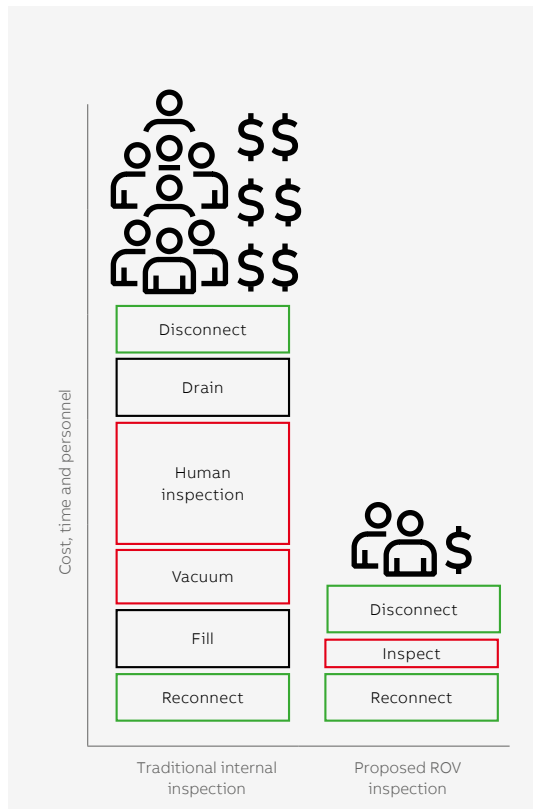 $$
$$
$$
Disconnect
Drain
Human
inspection
Vacuum
Fill
Reconnect
$
Disconnect
Inspect
Reconnect
Cost, time and personnel
Traditional internal
inspection
Proposed ROV
inspection